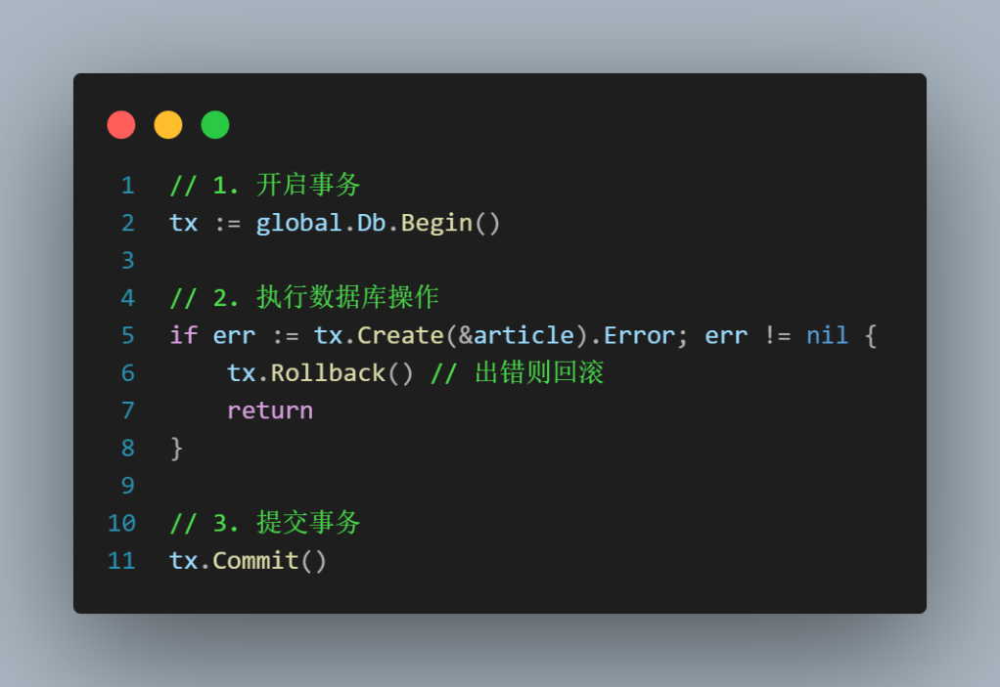 1 // 1. 开启事务
2 tx := global.Db.Begin()
3
4 // 2. 执行数据库操作
5 if err := tx.Create(&article).Error; err != nil {
6     tx.Rollback() // 出错则回滚
7     return
8 }
9
10 // 3. 提交事务
11 tx.Commit()